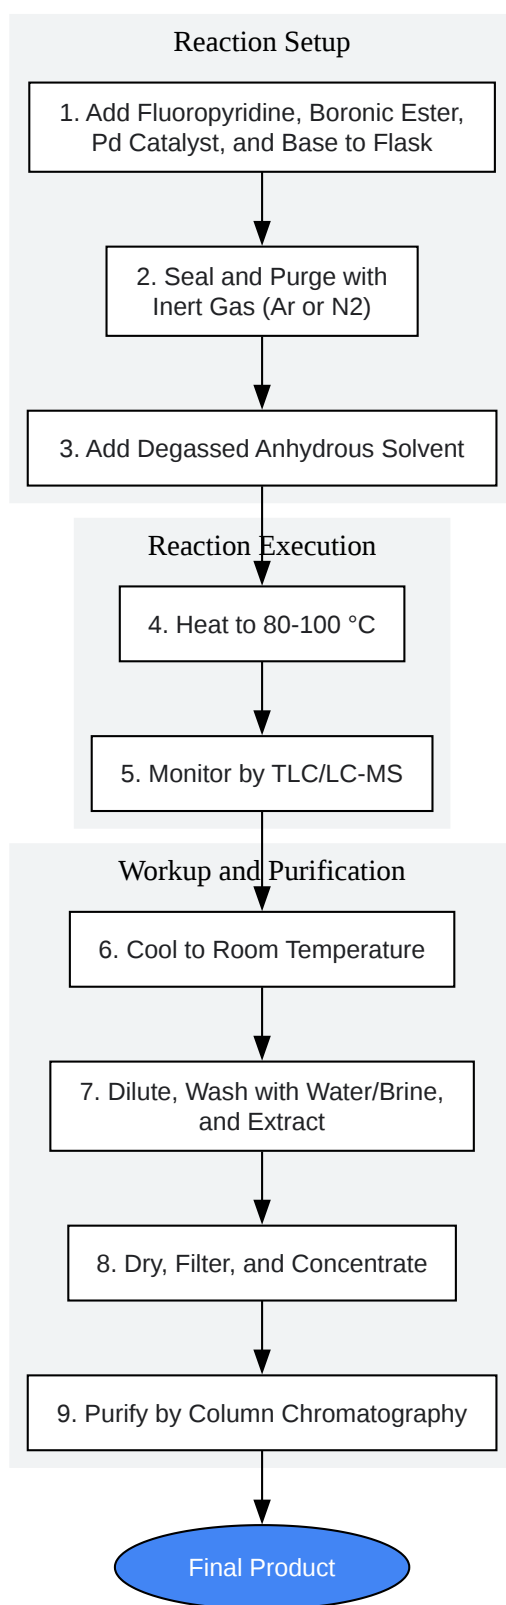 Reaction Setup
1. Add Fluoropyridine, Boronic Ester,
Pd Catalyst, and Base to Flask
2. Seal and Purge with
Inert Gas (Ar or N2)
3. Add Degassed Anhydrous Solvent
Reaction Execution
4. Heat to 80-100 °C
5. Monitor by TLC/LC-MS
Workup and Purification
6. Cool to Room Temperature
7. Dilute, Wash with Water/Brine,
and Extract
8. Dry, Filter, and Concentrate
9. Purify by Column Chromatography
Final Product